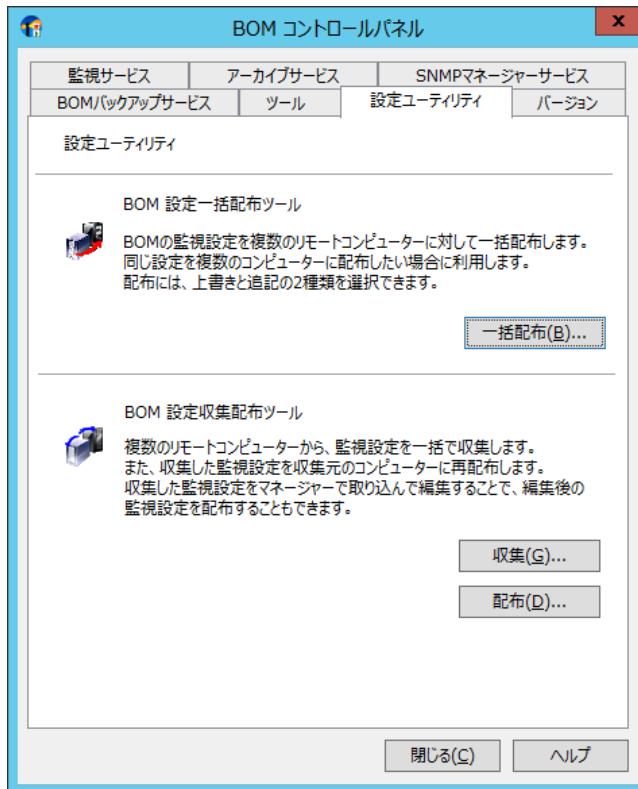 BOM コントロールパネル
x
監視サービス
アーカイブサービス
SNMPマネージャーサービス
BOMバックアップサービス
ツール
設定ユーティリティ
バージョン
設定ユーティリティ
BOM 設定一括配布ツール
BOMの監視設定を複数のリモートコンピューターに対して一括配布します。
同じ設定を複数のコンピューターに配布したい場合に利用します。
配布には、上書きと追記の2種類を選択できます。
一括配布(B)...
BOM 設定収集配布ツール
複数のリモートコンピューターから、監視設定を一括で収集します。
また、収集した監視設定を収集元のコンピューターに再配布します。
収集した監視設定をマネージャーで取り込んで編集することで、編集後の
監視設定を配布することもできます。
収集(G)...
配布(D)...
閉じる(C)
ヘルプ